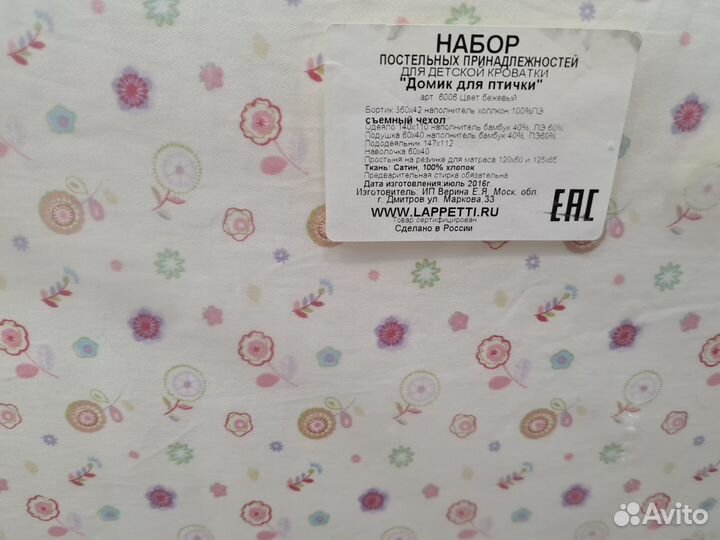 НАБОР
ПОСТЕЛЬНЫХ ПРИНАДЛЕЖНОСТЕЙ
ДЛЯ ДЕТСКОЙ КРОВАТКИ
"Домик для птички"
арт. 6006 Цвет бежевый
Бортик 360х42 наполнитель холлкон 100%ПЭ
съемный чехол
Одеяло 140х110 наполнитель бамбук 40%, ПЭ 60%
Подушка 60х40 наполнитель бамбук 40%, ПЭ60%
Пододеяльник 147х112
Наволочка 60х40
Простыня на резинке для матраса 120х60 и 125х65
Ткань: Сатин, 100% хлопок
Предварительная стирка обязательна
Дата изготовления:июль 2016г.
Изготовитель: ИП Верина Е.Я. Моск. обл.
г. Дмитров ул. Маркова,33
WWW.LAPPETTI.RU
Товар сертифицирован
Сделано в России
EAC
Avito